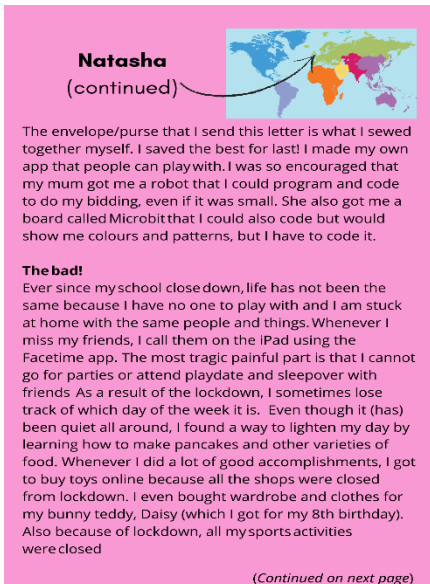 Natasha
(continued)
The envelope/purse that I send this letter is what I sewed
together myself. I saved the best for last! I made my own
app that people can play with. I was so encouraged that
my mum got me a robot that I could program and code
to do my bidding, even if it was small. She also got me a
board called Microbit that I could also code but would
show me colours and patterns, but I have to code it.
The bad!
Ever since my school close down, life has not been the
same because I have no one to play with and I am stuck
at home with the same people and things. Whenever I
miss my friends, I call them on the iPad using the
Facetime app. The most tragic painful part is that I cannot
go for parties or attend playdate and sleepover with
friends As a result of the lockdown, I sometimes lose
track of which day of the week it is. Even though it (has)
been quiet all around, I found a way to lighten my day by
learning how to make pancakes and other varieties of
food. Whenever I did a lot of good accomplishments, I got
to buy toys online because all the shops were closed
from lockdown. I even bought wardrobe and clothes for
my bunny teddy, Daisy (which I got for my 8th birthday).
Also because of lockdown, all my sports activities
were closed
(Continued on next page)